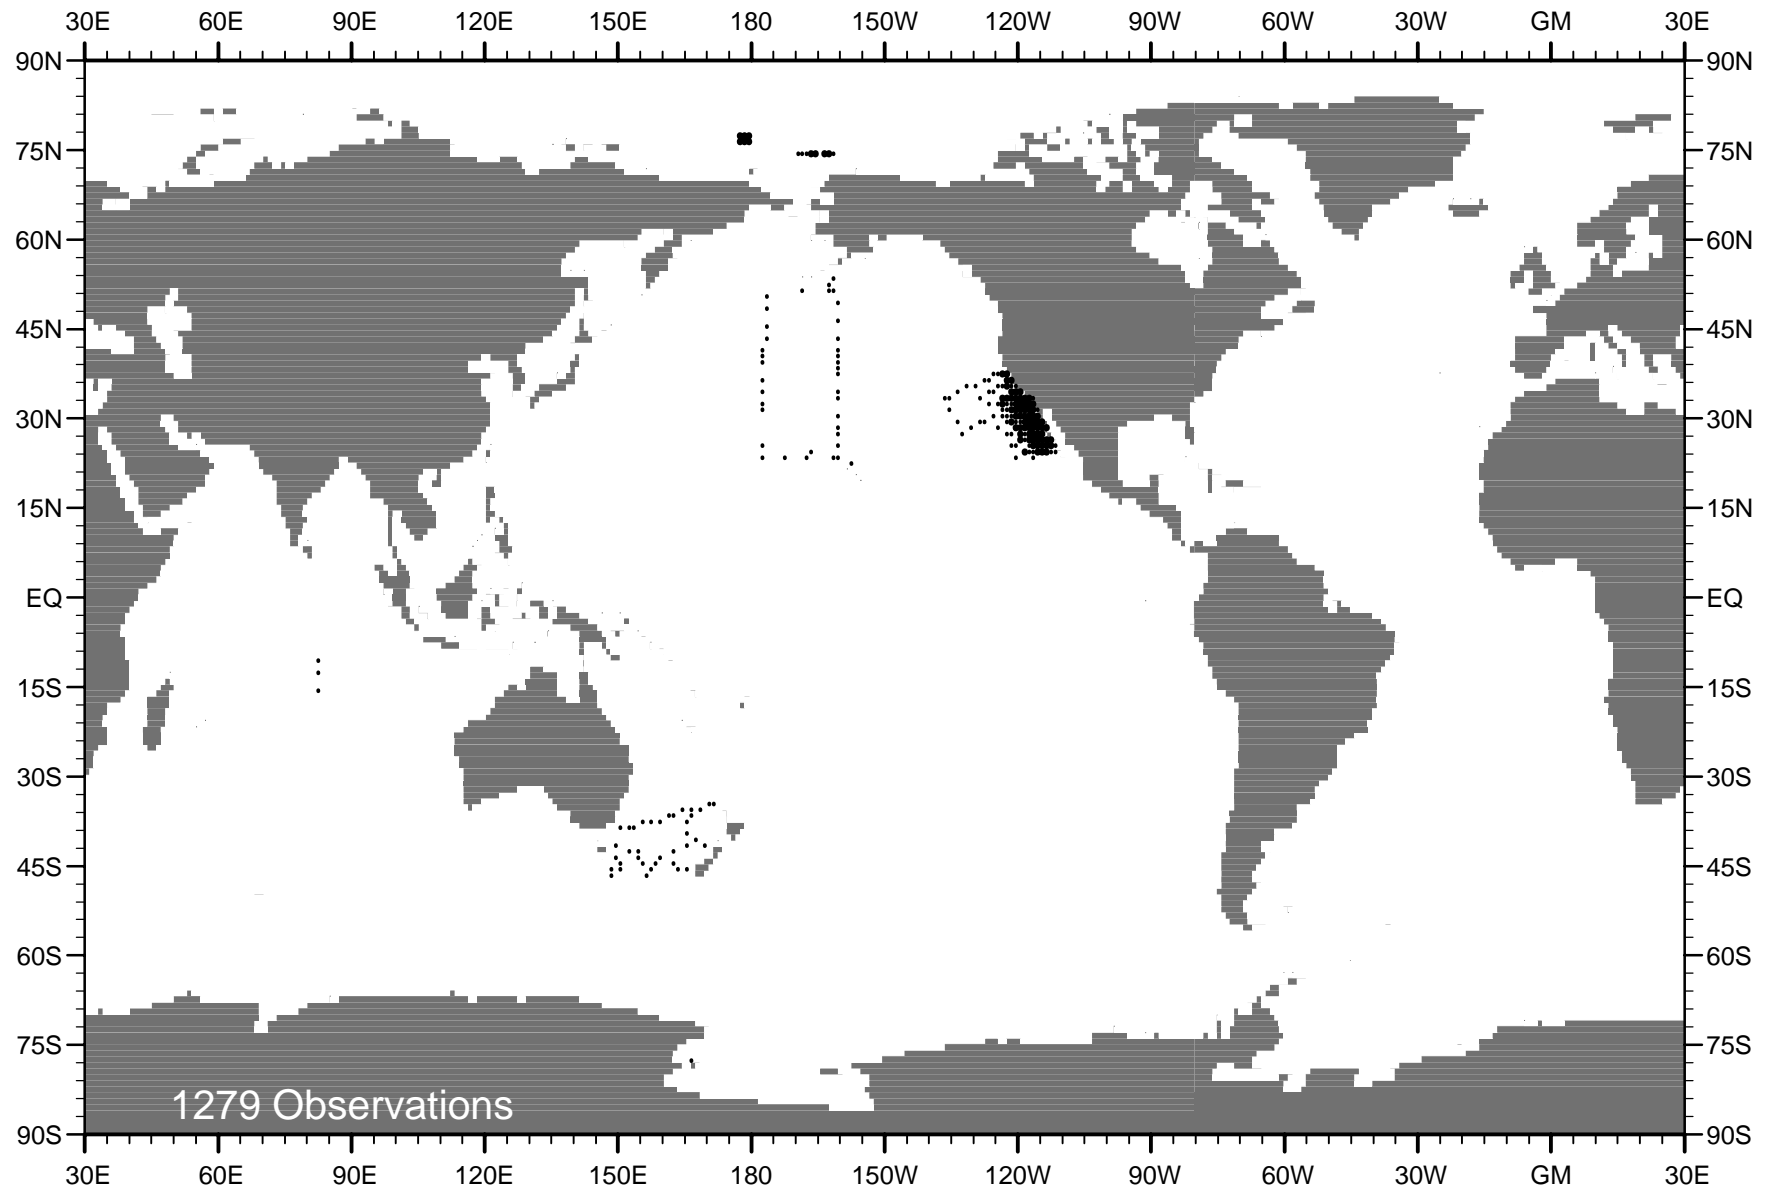 30E 60E 90E 120E 150E 180 150W 120W 90W 60W 30W GM 30E
90N 90N
75N 75N
60N 60N
45N 45N
30N 30N
15N 15N
EQ EQ
15S 15S
30S 30S
45S 45S
60S 60S
75S 75S
1279 Observations
90S 90S
30E 60E 90E 120E 150E 180 150W 120W 90W 60W 30W GM 30E